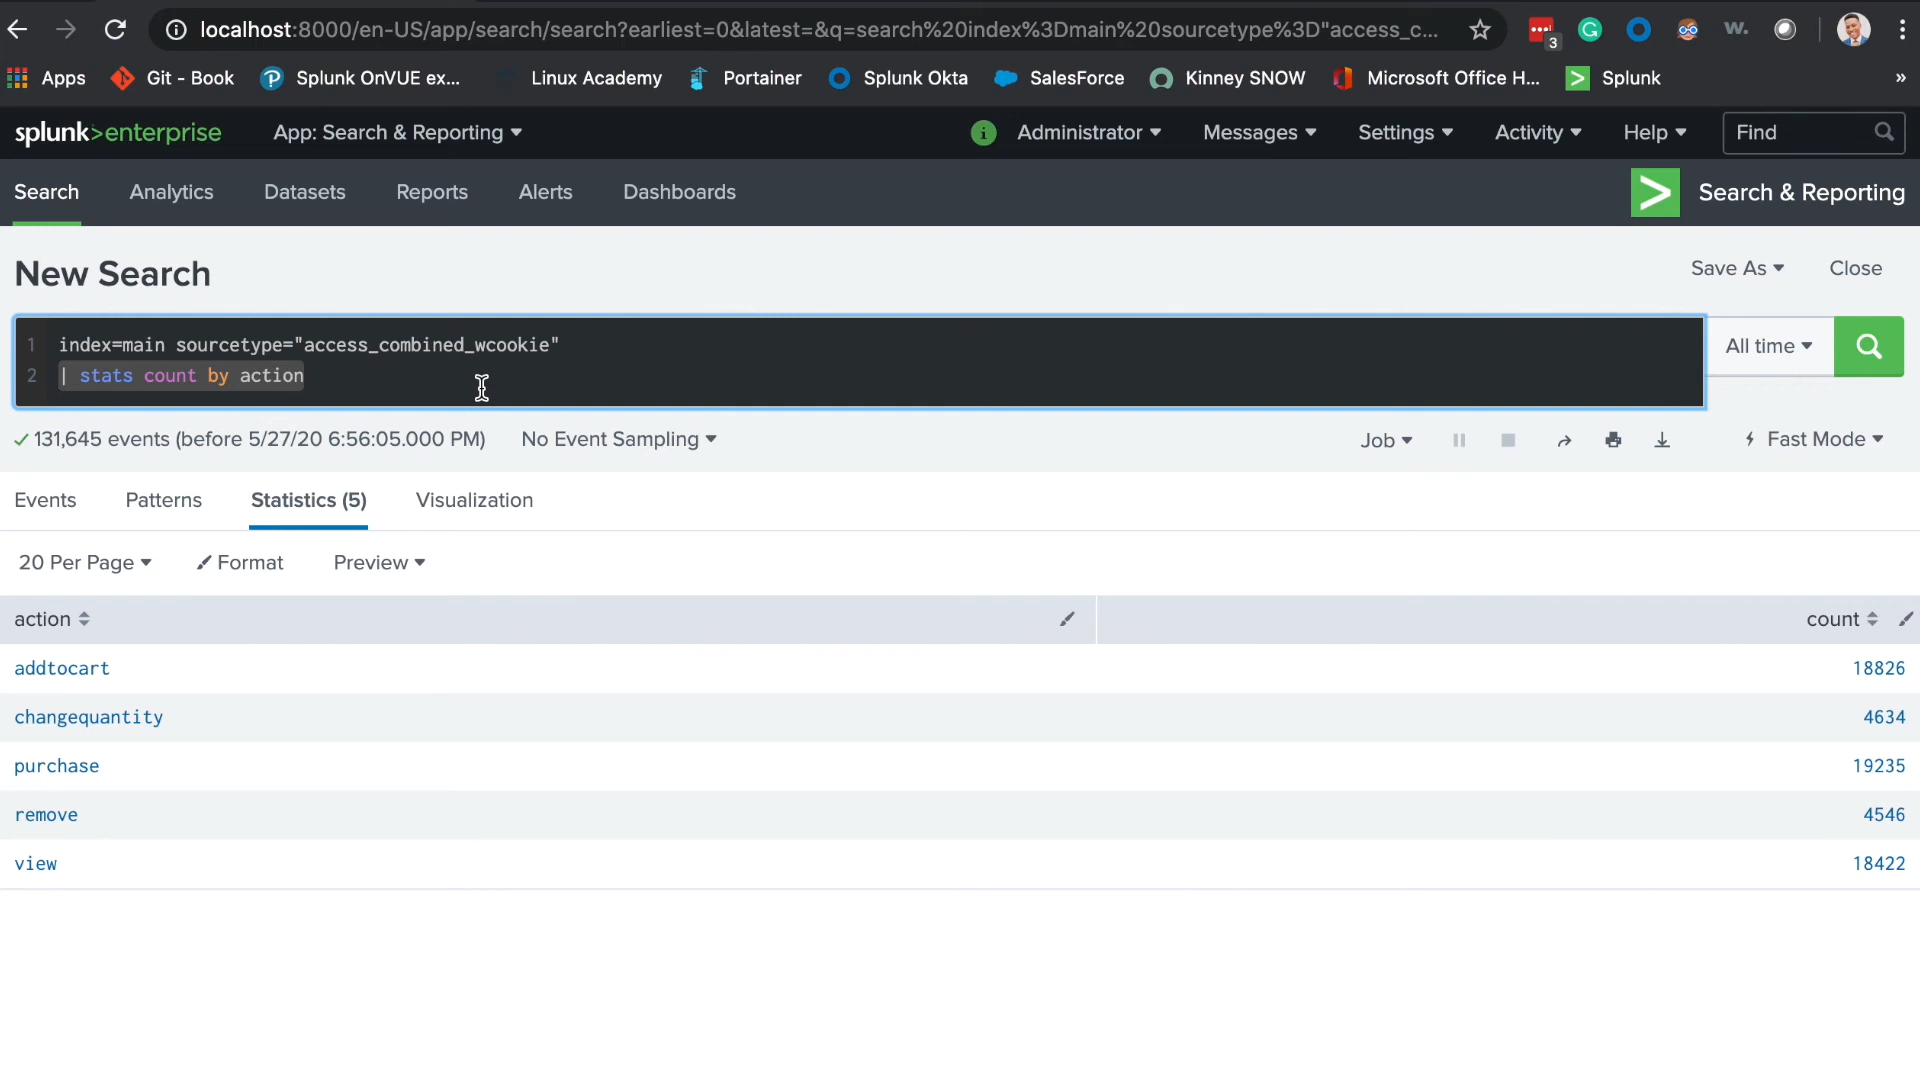 localhost:8000/en-US/app/search/search?earliest=0&latest=&q=search%20index%3Dmain%20sourcetype%3D"access_c...
3
G
w.
Apps
Git - Book
Splunk OnVUE ex...
Linux Academy
Portainer
Splunk Okta
SalesForce
Kinney SNOW
Microsoft Office H...
Splunk
»
splunk>enterprise
App: Search & Reporting
i
Administrator
Messages
Settings
Activity
Help
Find
Search
Analytics
Datasets
Reports
Alerts
Dashboards
>
Search & Reporting
New Search
Save As
Close
1 index=main sourcetype="access_combined_wcookie"
2 | stats count by action
All time
131,645 events (before 5/27/20 6:56:05.000 PM)
No Event Sampling
Job
Fast Mode
Events
Patterns
Statistics (5)
Visualization
20 Per Page
Format
Preview
action
count
addtocart 18826
changequantity 4634
purchase 19235
remove 4546
view 18422